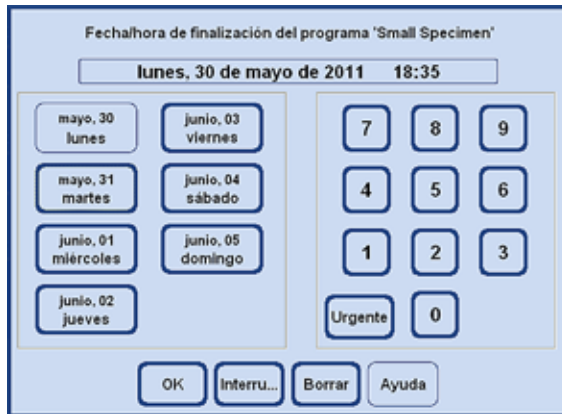 Fecha/hora de finalización del programa 'Small Specimen'
lunes, 30 de mayo de 2011 18:35
mayo, 30
lunes
junio, 03
viernes
mayo, 31
martes
junio, 04
sábado
junio, 01
miércoles
junio, 05
domingo
junio, 02
jueves
7 8 9
4 5 6
1 2 3
Urgente 0
OK Interru... Borrar Ayuda